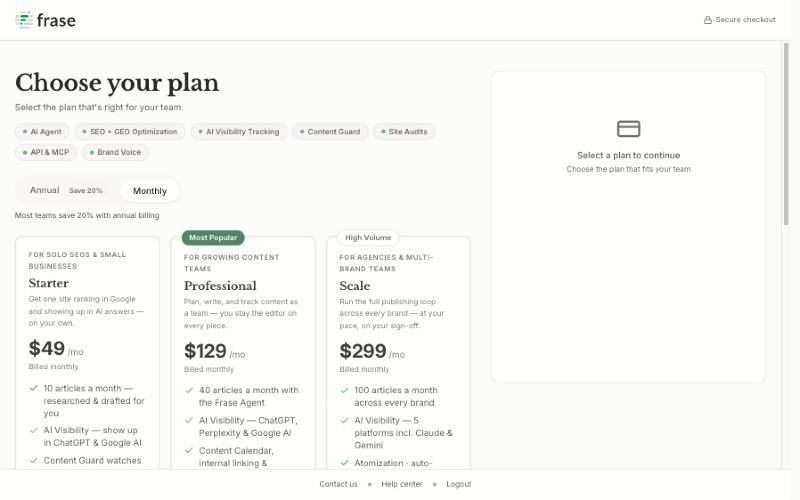 frase
Secure checkout
Choose your plan
Select the plan that's right for your team.
AI Agent
SEO + GEO Optimization
AI Visibility Tracking
Content Guard
Site Audits
API & MCP
Brand Voice
Annual
Save 20%
Monthly
Most teams save 20% with annual billing
FOR SOLO SEOS & SMALL
BUSINESSES
Starter
Get one site ranking in Google
and showing up in AI answers —
on your own.
$49 /mo
Billed monthly
10 articles a month —
researched & drafted for
you
AI Visibility — show up
in ChatGPT & Google AI
Content Guard watches
Most Popular
FOR GROWING CONTENT
TEAMS
Professional
Plan, write, and track content as
a team — you stay the editor on
every piece.
$129 /mo
Billed monthly
40 articles a month with
the Frase Agent
AI Visibility — ChatGPT,
Perplexity & Google AI
Content Calendar,
internal linking &
High Volume
FOR AGENCIES & MULTI-
BRAND TEAMS
Scale
Run the full publishing loop
across every brand — at your
pace, on your sign-off.
$299 /mo
Billed monthly
100 articles a month
across every brand
AI Visibility — 5
platforms incl. Claude &
Gemini
Atomization · auto-
Select a plan to continue
Choose the plan that fits your team
Contact us
Help center
Logout